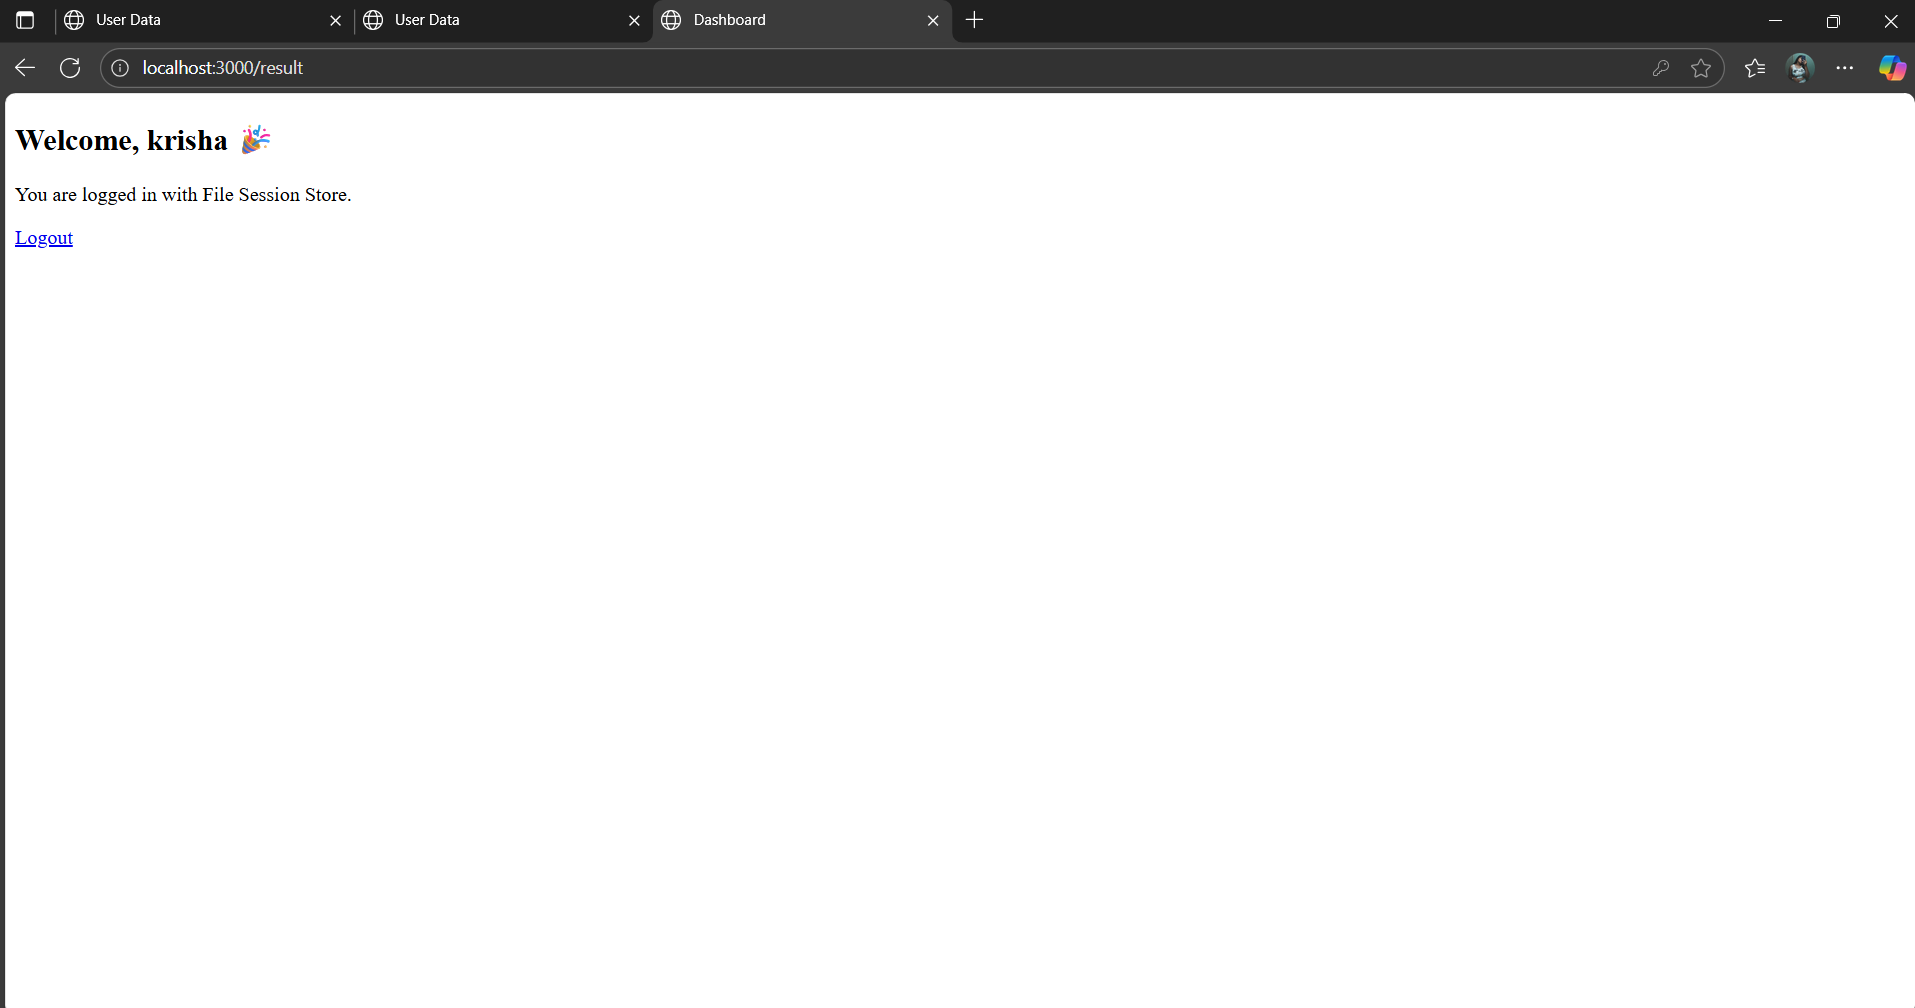 User Data
User Data
Dashboard
localhost:3000/result
Welcome, krisha 🎉
You are logged in with File Session Store.
Logout